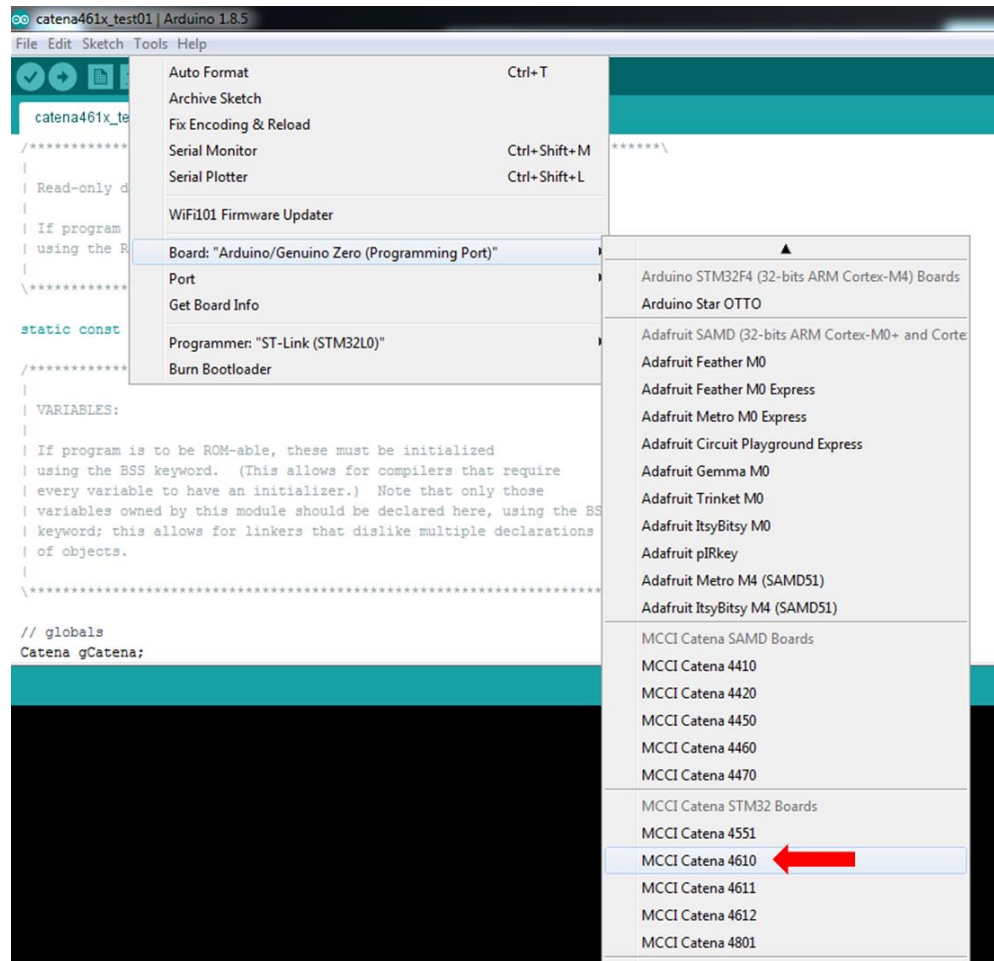 catena461x_test01 | Arduino 1.8.5
File Edit Sketch Tools Help
catena461x_te
Auto Format Ctrl+T
Archive Sketch
Fix Encoding & Reload
Serial Monitor Ctrl+Shift+M
Serial Plotter Ctrl+Shift+L
WiFi101 Firmware Updater
Board: "Arduino/Genuino Zero (Programming Port)"
Port
Get Board Info
Programmer: "ST-Link (STM32L0)"
Burn Bootloader
/************ ******\
|
| Read-only d
|
| If program
| using the R
|
\************
static const
/************
|
| VARIABLES:
|
| If program is to be ROM-able, these must be initialized
| using the BSS keyword. (This allows for compilers that require
| every variable to have an initializer.) Note that only those
| variables owned by this module should be declared here, using the BS
| keyword; this allows for linkers that dislike multiple declarations
| of objects.
|
\**********************************************************************
// globals
Catena gCatena;
Arduino STM32F4 (32-bits ARM Cortex-M4) Boards
Arduino Star OTTO
Adafruit SAMD (32-bits ARM Cortex-M0+ and Corte
Adafruit Feather M0
Adafruit Feather M0 Express
Adafruit Metro M0 Express
Adafruit Circuit Playground Express
Adafruit Gemma M0
Adafruit Trinket M0
Adafruit ItsyBitsy M0
Adafruit pIRkey
Adafruit Metro M4 (SAMD51)
Adafruit ItsyBitsy M4 (SAMD51)
MCCI Catena SAMD Boards
MCCI Catena 4410
MCCI Catena 4420
MCCI Catena 4450
MCCI Catena 4460
MCCI Catena 4470
MCCI Catena STM32 Boards
MCCI Catena 4551
MCCI Catena 4610
MCCI Catena 4611
MCCI Catena 4612
MCCI Catena 4801